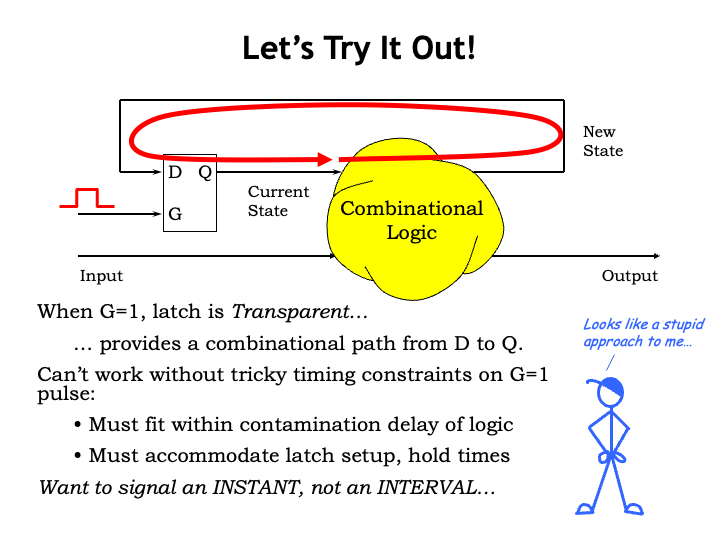 Let's Try It Out!
New
State
D Q
Current
State
G
Combinational
Logic
Input
Output
When G=1, latch is Transparent…
… provides a combinational path from D to Q.
Can't work without tricky timing constraints on G=1
pulse:
• Must fit within contamination delay of logic
• Must accommodate latch setup, hold times
Want to signal an INSTANT, not an INTERVAL…
Looks like a stupid
approach to me…